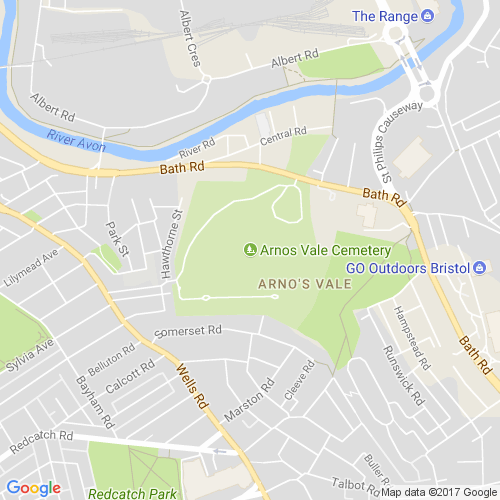 The Range
Albert Cres
Albert Rd
Albert Rd
River Avon
River Rd
Central Rd
St Philips Causeway
Bath Rd
Bath Rd
Park St
Hawthorne St
Lilymead Ave
Arnos Vale Cemetery
GO Outdoors Bristol
ARNO'S VALE
Hampstead Rd
Bath Rd
Somerset Rd
Sylvia Ave
Belluton Rd
Calcott Rd
Bayham Rd
Wells Rd
Cleeve Rd
Runswick Rd
Marston Rd
Redcatch Rd
Buller Rd
Talbot Rd
Redcatch Park
Google
Map data ©2017 Google